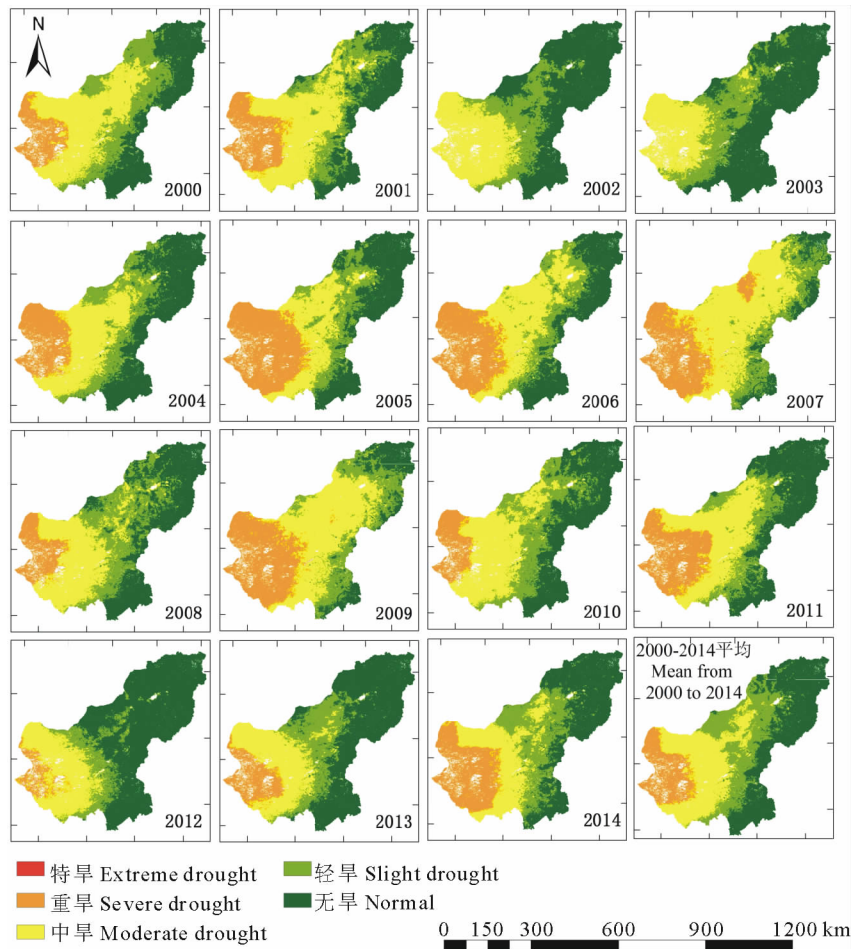 N
2000
2001
2002
2003
2004
2005
2006
2007
2008
2009
2010
2011
2012
2013
2014
2000-2014平均
Mean from
2000 to 2014
特旱 Extreme drought
重旱 Severe drought
中旱 Moderate drought
轻旱 Slight drought
无旱 Normal
0 150 300 600 900 1200 km